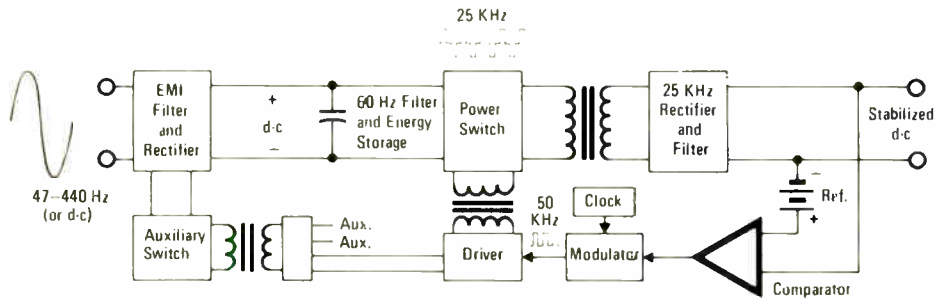 25 KHz
EMI
Filter
and
Rectifier
+
d-c
−
60 Hz Filter
and Energy
Storage
Power
Switch
25 KHz
Rectifier
and
Filter
Stabilized
d-c
47–440 Hz
(or d-c)
Auxiliary
Switch
Aux.
Aux.
Driver
50
KHz
Clock
Modulator
−
Ref.
+
Comparator